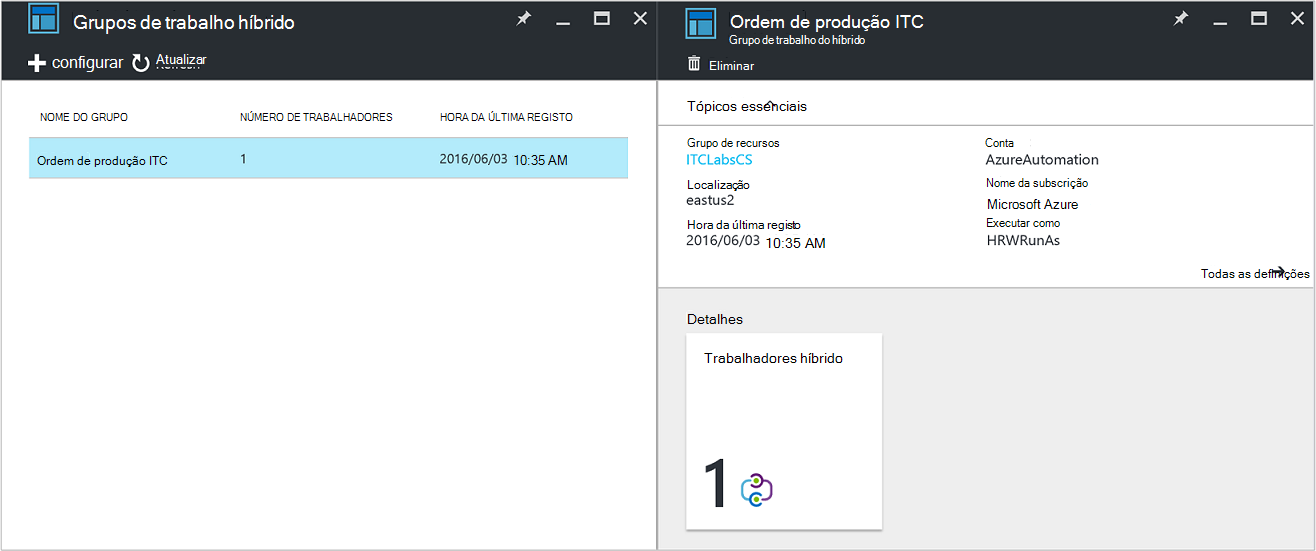 Grupos de trabalho híbrido
configurar Atualizar
NOME DO GRUPO NÚMERO DE TRABALHADORES HORA DA ÚLTIMA REGISTO
Ordem de produção ITC 1 2016/06/03 10:35 AM
Ordem de produção ITC
Grupo de trabalho do híbrido
Eliminar
Tópicos essenciais
Grupo de recursos
ITCLabsCS
Localização
eastus2
Hora da última registo
2016/06/03 10:35 AM
Conta
AzureAutomation
Nome da subscrição
Microsoft Azure
Executar como
HRWRunAs
Todas as definições
Detalhes
Trabalhadores híbrido
1